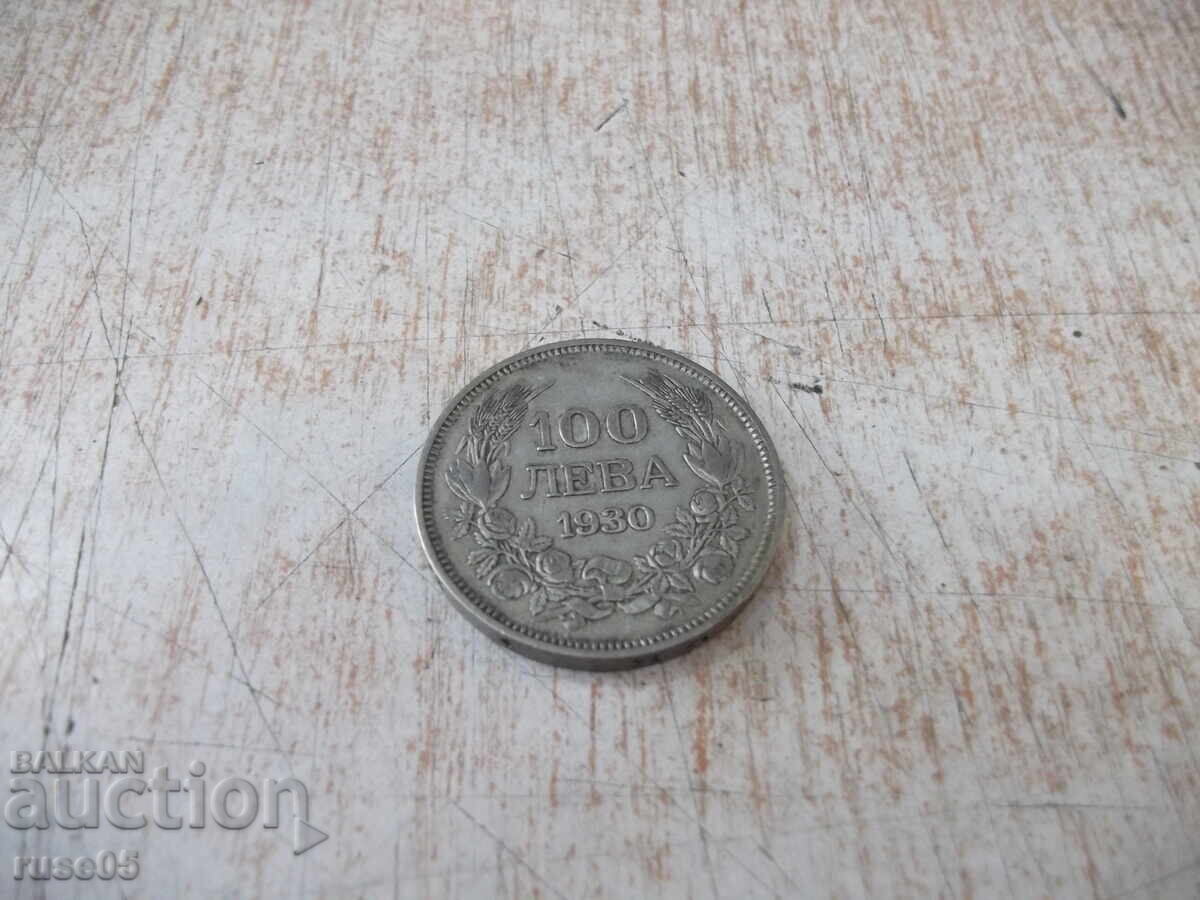 100
ЛЕВА
1930
BALKAN
auction
ruse05